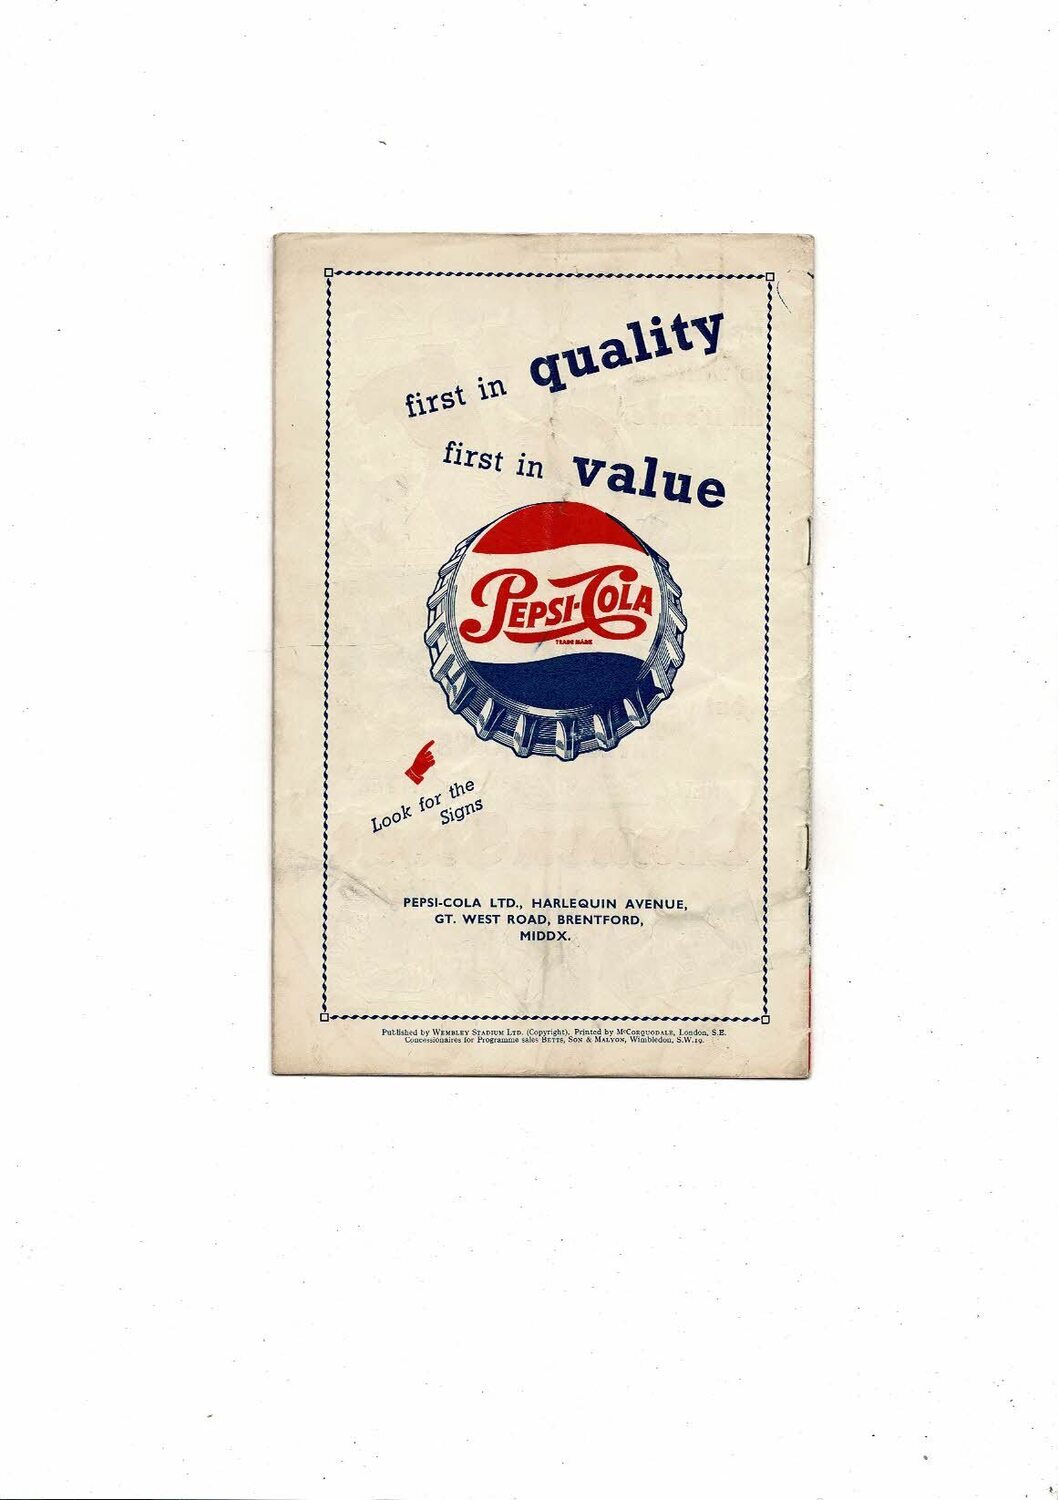 first in quality
first in value
PEPSI-COLA
TRADE MARK
Look for the
Signs
PEPSI-COLA LTD., HARLEQUIN AVENUE,
GT. WEST ROAD, BRENTFORD,
MIDDX.
Published by WEMBLEY STADIUM LTD. (Copyright). Printed by McCORQUODALE, London, S.E.
Concessionaires for Programme sales BETTS, SON & MALYON, Wimbledon, S.W.19.